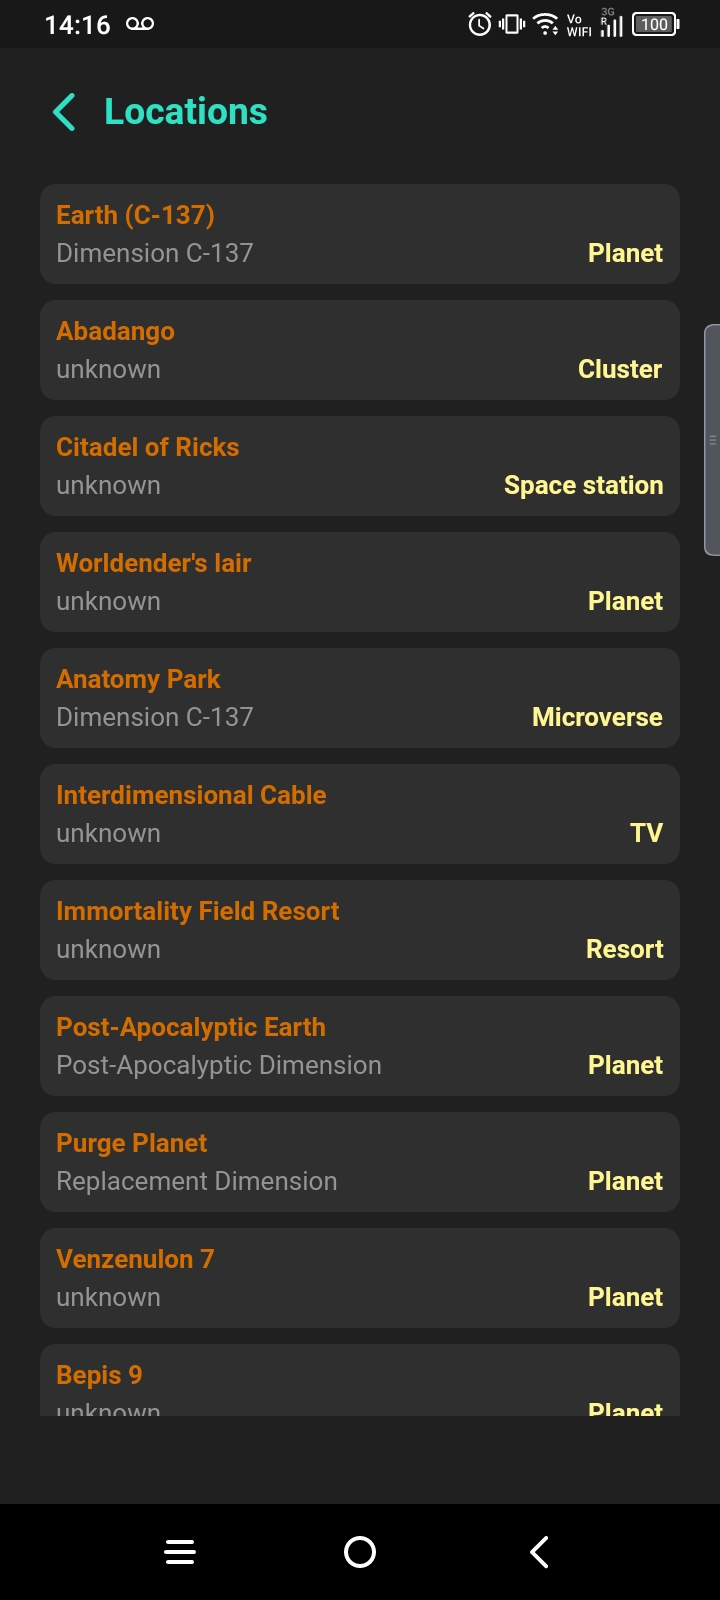 14:16
3G
R
Vo
WIFI
100
Locations
Earth (C-137)
Dimension C-137 Planet
Abadango
unknown Cluster
Citadel of Ricks
unknown Space station
Worldender's lair
unknown Planet
Anatomy Park
Dimension C-137 Microverse
Interdimensional Cable
unknown TV
Immortality Field Resort
unknown Resort
Post-Apocalyptic Earth
Post-Apocalyptic Dimension Planet
Purge Planet
Replacement Dimension Planet
Venzenulon 7
unknown Planet
Bepis 9
unknown Planet